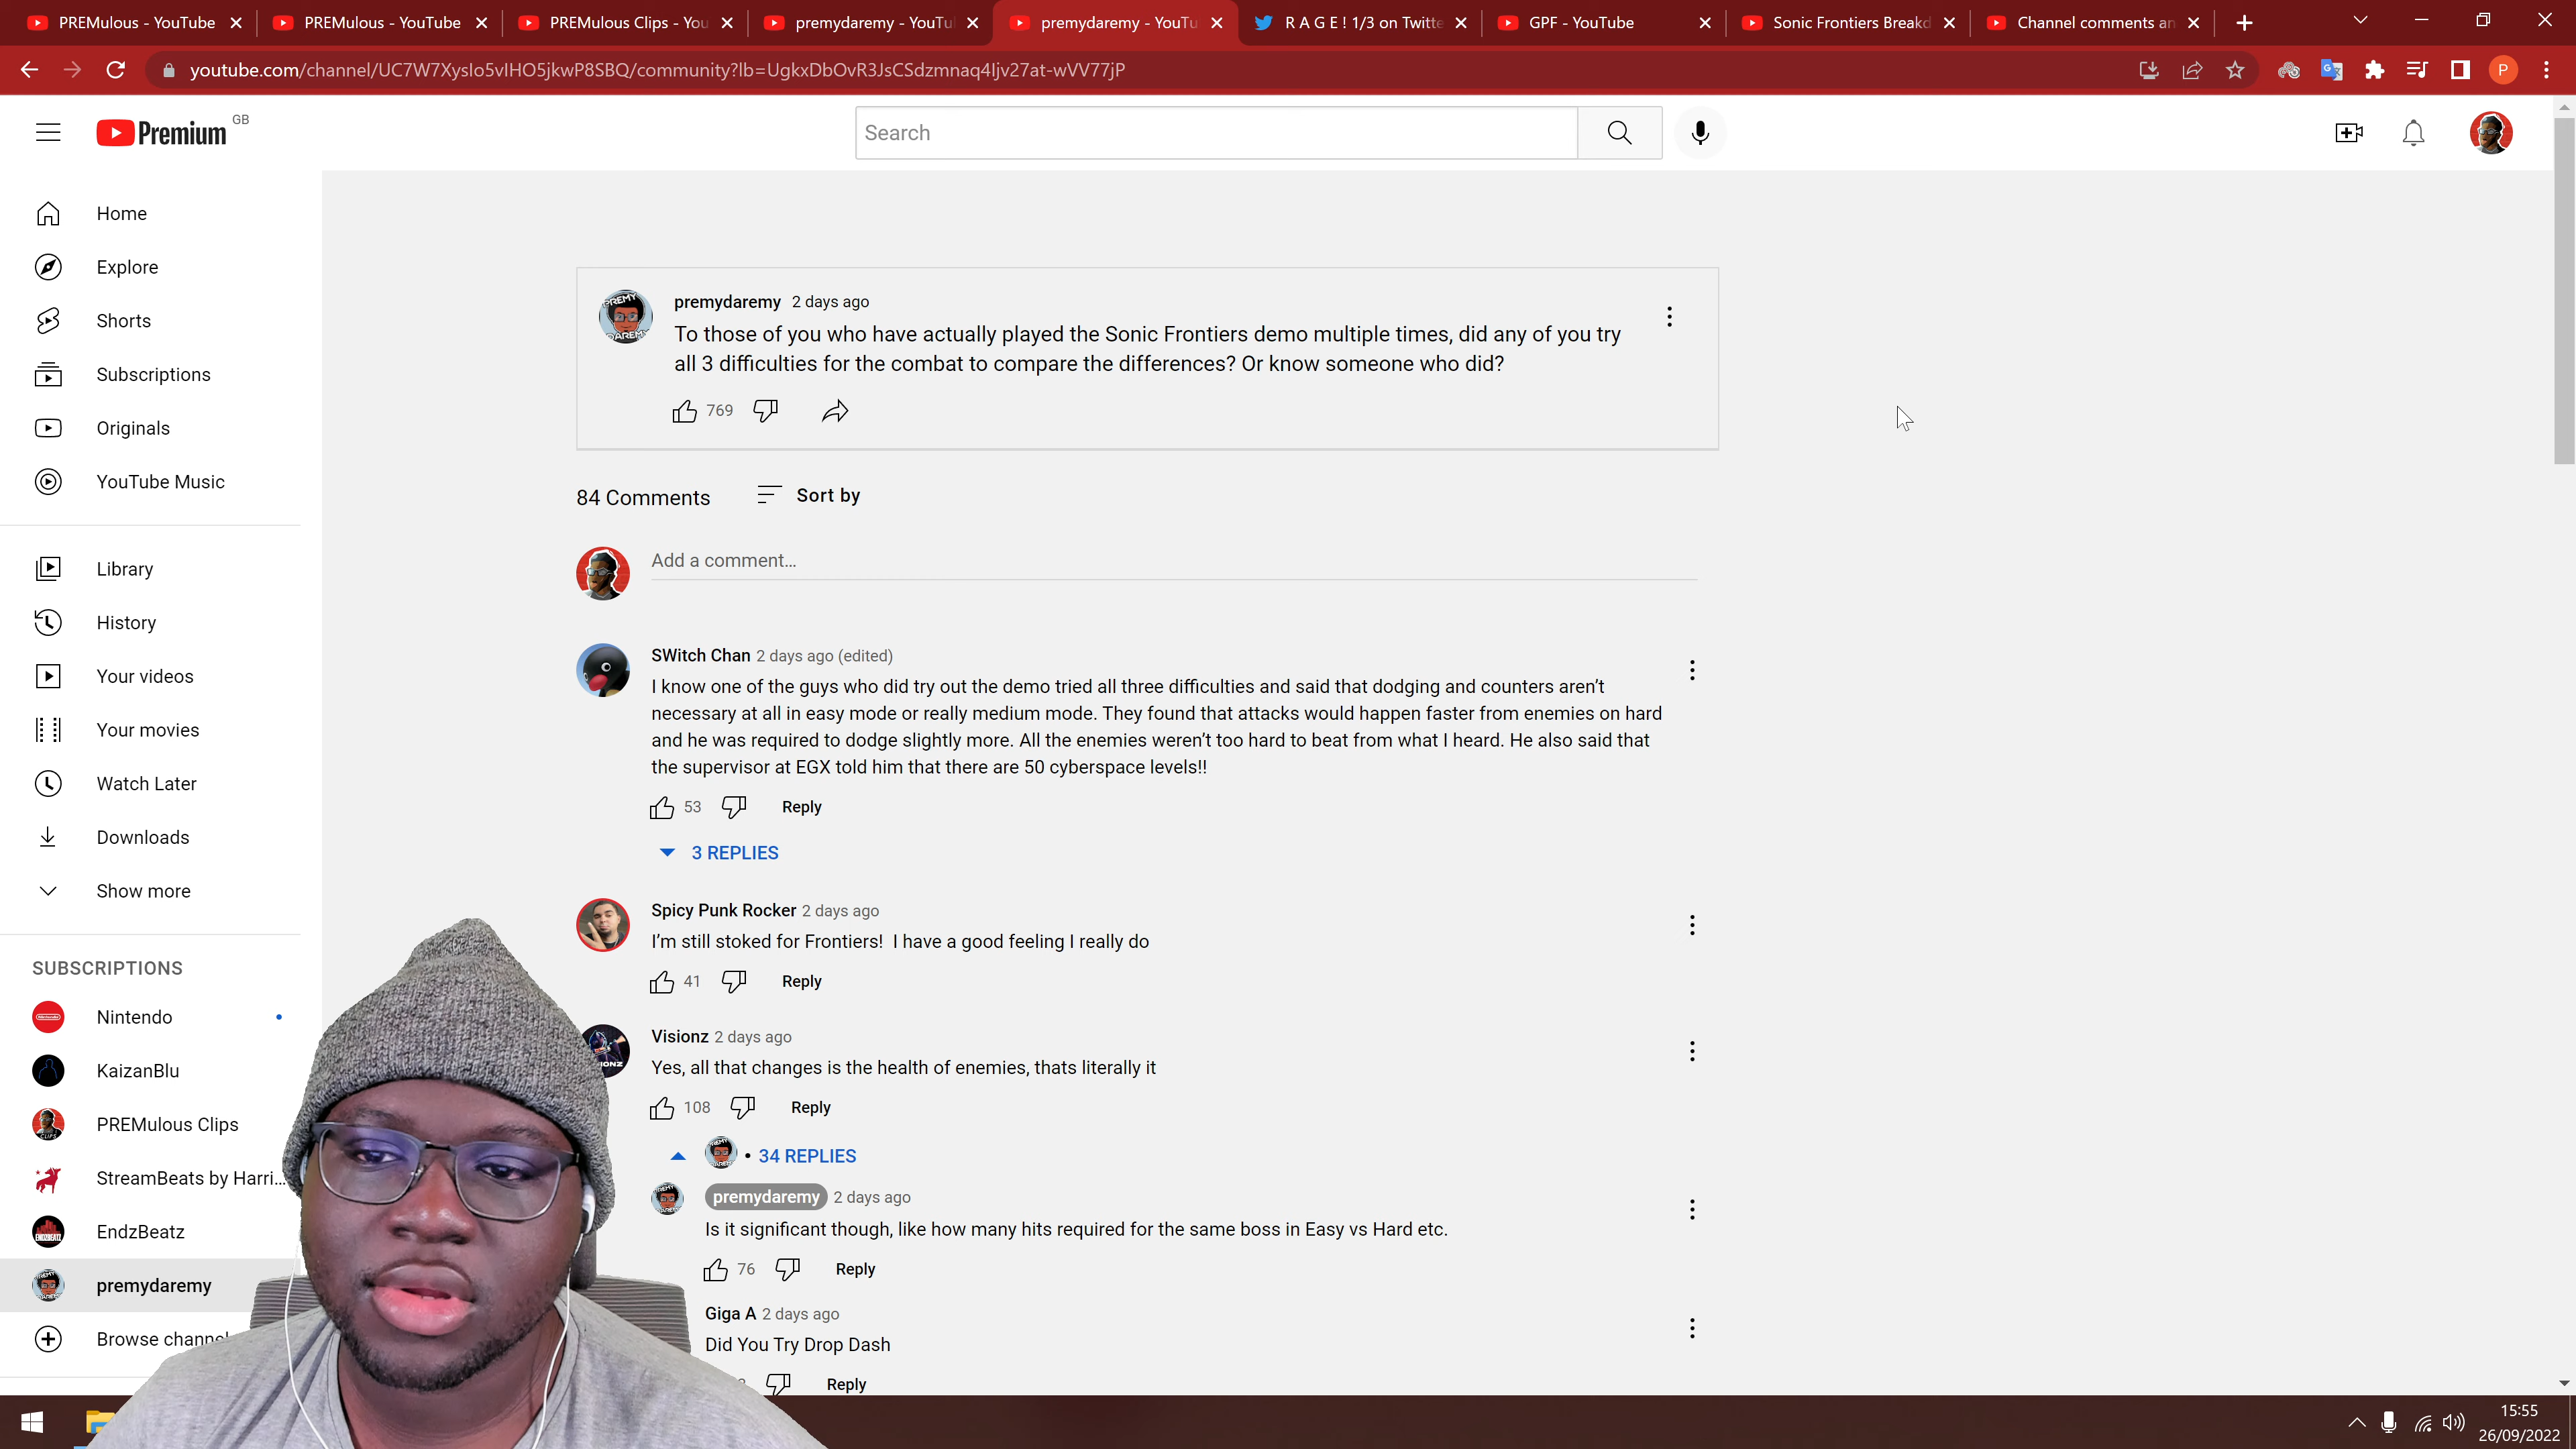 PREMulous - YouTube
PREMulous - YouTube
PREMulous Clips - You
premydaremy - YouTu
premydaremy - YouTu
R A G E ! 1/3 on Twitte
GPF - YouTube
Sonic Frontiers Breakd
Channel comments an
youtube.com/channel/UC7W7XysIo5vIHO5jkwP8SBQ/community?lb=UgkxDbOvR3JsCSdzmnaq4Ijv27at-wVV77jP
P
Premium GB
Search
Home
Explore
Shorts
Subscriptions
Originals
YouTube Music
Library
History
Your videos
Your movies
Watch Later
Downloads
Show more
SUBSCRIPTIONS
Nintendo
KaizanBlu
PREMulous Clips
StreamBeats by Harri...
EndzBeatz
premydaremy
Browse channel
premydaremy 2 days ago
To those of you who have actually played the Sonic Frontiers demo multiple times, did any of you try
all 3 difficulties for the combat to compare the differences? Or know someone who did?
769
84 Comments Sort by
Add a comment...
SWitch Chan 2 days ago (edited)
I know one of the guys who did try out the demo tried all three difficulties and said that dodging and counters aren't
necessary at all in easy mode or really medium mode. They found that attacks would happen faster from enemies on hard
and he was required to dodge slightly more. All the enemies weren't too hard to beat from what I heard. He also said that
the supervisor at EGX told him that there are 50 cyberspace levels!!
53 Reply
3 REPLIES
Spicy Punk Rocker 2 days ago
I'm still stoked for Frontiers!  I have a good feeling I really do
41 Reply
Visionz 2 days ago
Yes, all that changes is the health of enemies, thats literally it
108 Reply
• 34 REPLIES
premydaremy 2 days ago
Is it significant though, like how many hits required for the same boss in Easy vs Hard etc.
76 Reply
Giga A 2 days ago
Did You Try Drop Dash
Reply
15:55
26/09/2022